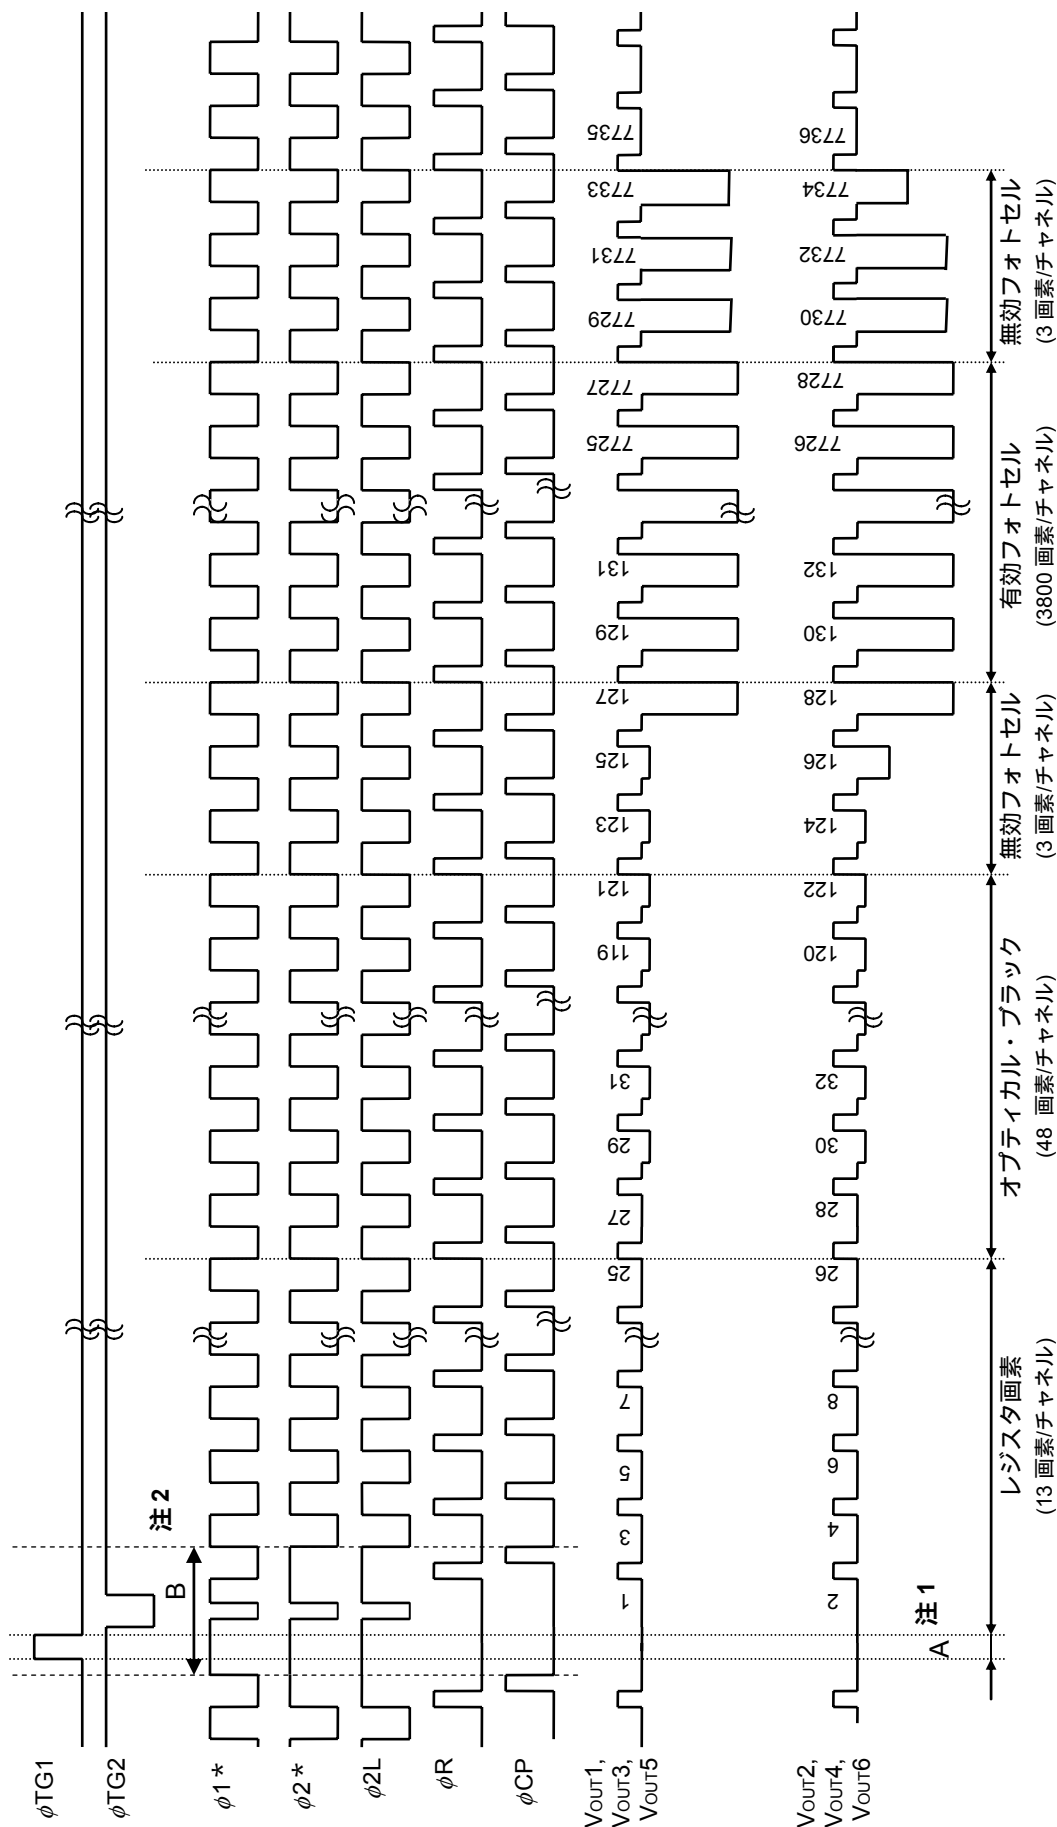 φTG1
φTG2
φ1*
φ2*
φ2L
φR
φCP
VOUT1,
VOUT3,
VOUT5
VOUT2,
VOUT4,
VOUT6
注 2
B
1 3 5 7 25 27 29 31 119 121 123 125 127 129 131 7725 7727 7729 7731 7733 7735
2 4 6 8 26 28 30 32 120 122 124 126 128 130 132 7726 7728 7730 7732 7734 7736
注 1
A
レジスタ画素
(13 画素/チャネル)
オプティカル・ブラック
(48 画素/チャネル)
無効フォトセル
(3 画素/チャネル)
有効フォトセル
(3800 画素/チャネル)
無効フォトセル
(3 画素/チャネル)